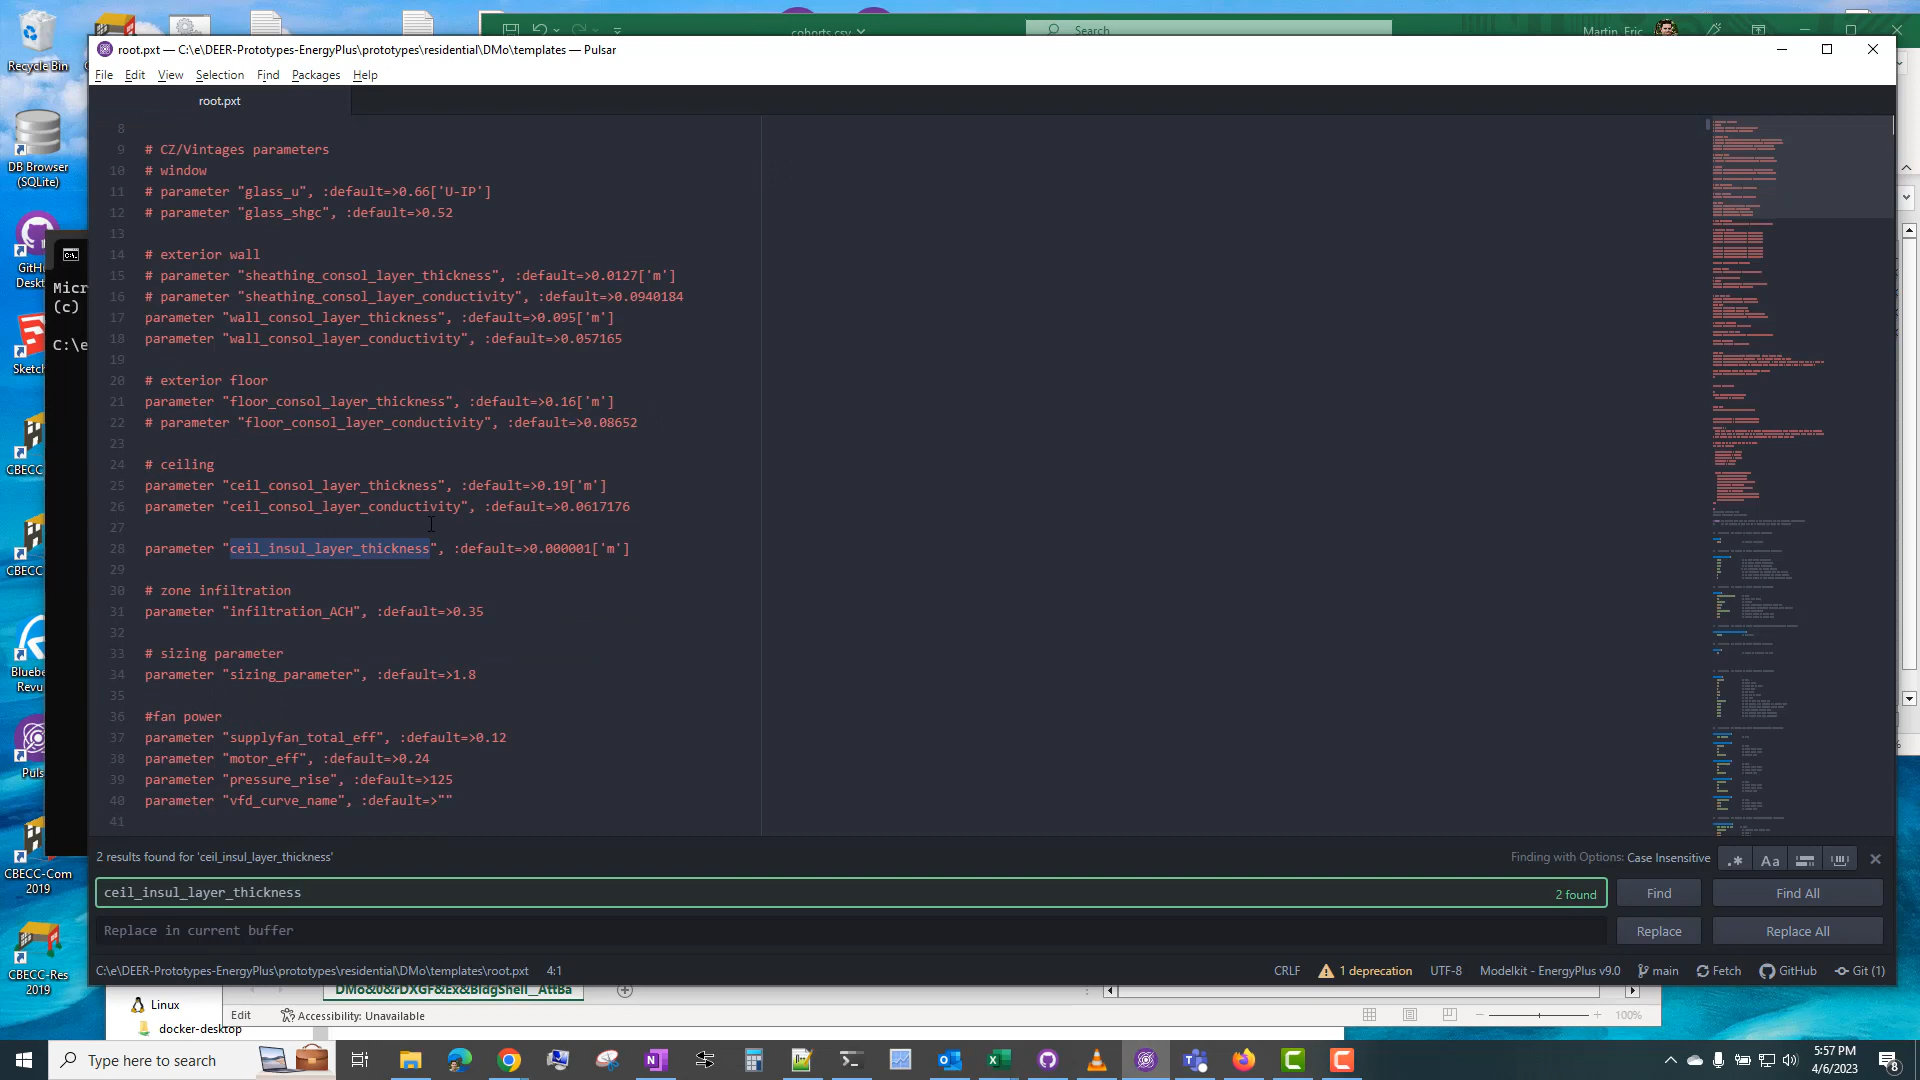 cohorts.csv
Search
Martin, Eric
root.pxt — C:\e\DEER-Prototypes-EnergyPlus\prototypes\residential\DMo\templates — Pulsar
File Edit View Selection Find Packages Help
root.pxt
8
9 # CZ/Vintages parameters
10 # window
11 # parameter "glass_u", :default=>0.66['U-IP']
12 # parameter "glass_shgc", :default=>0.52
13
14 # exterior wall
15 # parameter "sheathing_consol_layer_thickness", :default=>0.0127['m']
16 # parameter "sheathing_consol_layer_conductivity", :default=>0.0940184
17 parameter "wall_consol_layer_thickness", :default=>0.095['m']
18 parameter "wall_consol_layer_conductivity", :default=>0.057165
19
20 # exterior floor
21 parameter "floor_consol_layer_thickness", :default=>0.16['m']
22 # parameter "floor_consol_layer_conductivity", :default=>0.08652
23
24 # ceiling
25 parameter "ceil_consol_layer_thickness", :default=>0.19['m']
26 parameter "ceil_consol_layer_conductivity", :default=>0.0617176
27
28 parameter "ceil_insul_layer_thickness", :default=>0.000001['m']
29
30 # zone infiltration
31 parameter "infiltration_ACH", :default=>0.35
32
33 # sizing parameter
34 parameter "sizing_parameter", :default=>1.8
35
36 #fan power
37 parameter "supplyfan_total_eff", :default=>0.12
38 parameter "motor_eff", :default=>0.24
39 parameter "pressure_rise", :default=>125
40 parameter "vfd_curve_name", :default=>""
41
2 results found for 'ceil_insul_layer_thickness'
Finding with Options: Case Insensitive
.* Aa
ceil_insul_layer_thickness
2 found
Find
Find All
Replace in current buffer
Replace
Replace All
C:\e\DEER-Prototypes-EnergyPlus\prototypes\residential\DMo\templates\root.pxt 4:1
CRLF 1 deprecation UTF-8 Modelkit - EnergyPlus v9.0 main Fetch GitHub Git (1)
Recycle Bin
DB Browser
(SQLite)
GitH
Deskt
Sketc
CBECC
CBECC
Bluebe
Revu
Puls
CBECC-Com
2019
CBECC-Res
2019
Micr
(c)
C:\e
Linux
docker-desktop
DMo&0&rDXGF&Ex&BldgShell__AttBa
Edit
Accessibility: Unavailable
100%
Type here to search
5:57 PM
4/6/2023
8